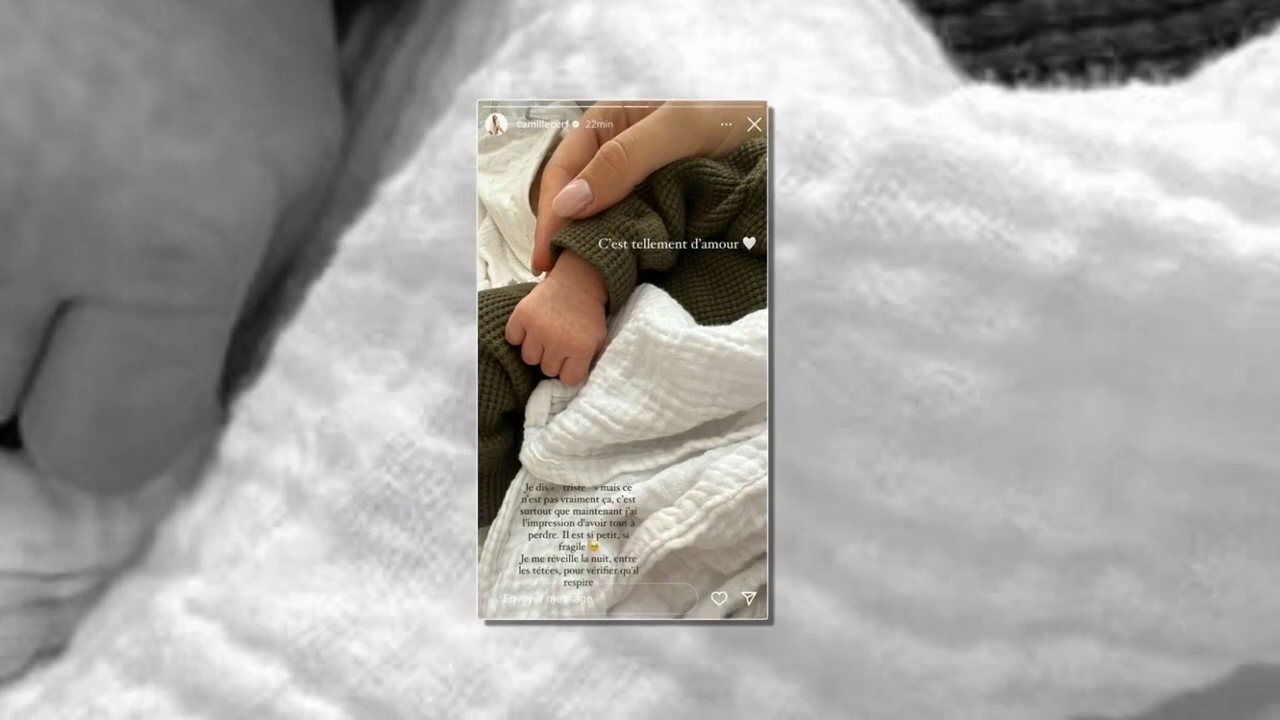 camillecerf 22min
C'est tellement d'amour 🤍
Je dis « triste » mais ce
n'est pas vraiment ça, c'est
surtout que maintenant j'ai
l'impression d'avoir tout à
perdre. Il est si petit, si
fragile 🥹
Je me réveille la nuit, entre
les tétées, pour vérifier qu'il
respire
Envoyer message